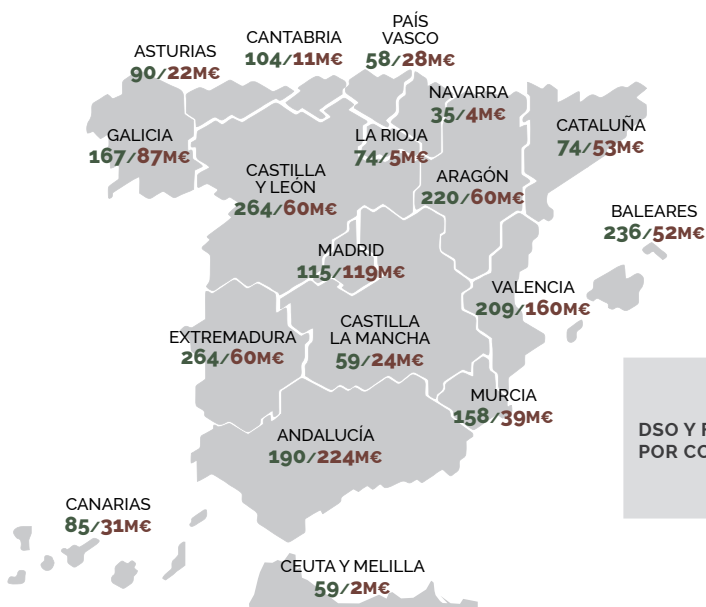 PAÍS
VASCO
58/28M€
CANTABRIA
104/11M€
ASTURIAS
90/22M€
NAVARRA
35/4M€
GALICIA
167/87M€
LA RIOJA
74/5M€
CATALUÑA
74/53M€
CASTILLA
Y LEÓN
264/60M€
ARAGÓN
220/60M€
BALEARES
236/52M€
MADRID
115/119M€
VALENCIA
209/160M€
EXTREMADURA
264/60M€
CASTILLA
LA MANCHA
59/24M€
MURCIA
158/39M€
DSO Y
POR
ANDALUCÍA
190/224M€
CANARIAS
85/31M€
CEUTA Y MELILLA
59/2M€